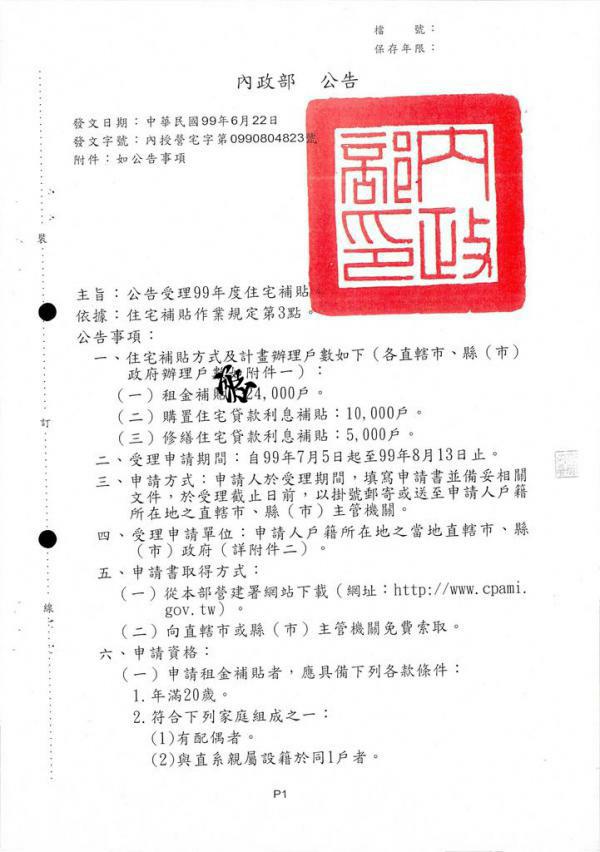 檔　　號：
保存年限：
內政部　公告
發文日期：中華民國99年6月22日
發文字號：內授營宅字第0990804823號
附件：如公告事項
內政部印
主旨：公告受理99年度住宅補貼
依據：住宅補貼作業規定第3點。
公告事項：
一、住宅補貼方式及計畫辦理戶數如下（各直轄市、縣（市）
政府辦理戶數 附件一）：
（一）租金補貼 24,000戶。
（二）購置住宅貸款利息補貼：10,000戶。
（三）修繕住宅貸款利息補貼：5,000戶。
二、受理申請期間：自99年7月5日起至99年8月13日止。
三、申請方式：申請人於受理期間，填寫申請書並備妥相關
文件，於受理截止日前，以掛號郵寄或送至申請人戶籍
所在地之直轄市、縣（市）主管機關。
四、受理申請單位：申請人戶籍所在地之當地直轄市、縣
（市）政府（詳附件二）。
五、申請書取得方式：
（一）從本部營建署網站下載（網址：http://www.cpami.
gov.tw）。
（二）向直轄市或縣（市）主管機關免費索取。
六、申請資格：
（一）申請租金補貼者，應具備下列各款條件：
1.年滿20歲。
2.符合下列家庭組成之一：
(1)有配偶者。
(2)與直系親屬設籍於同1戶者。
裝
訂
線
P1